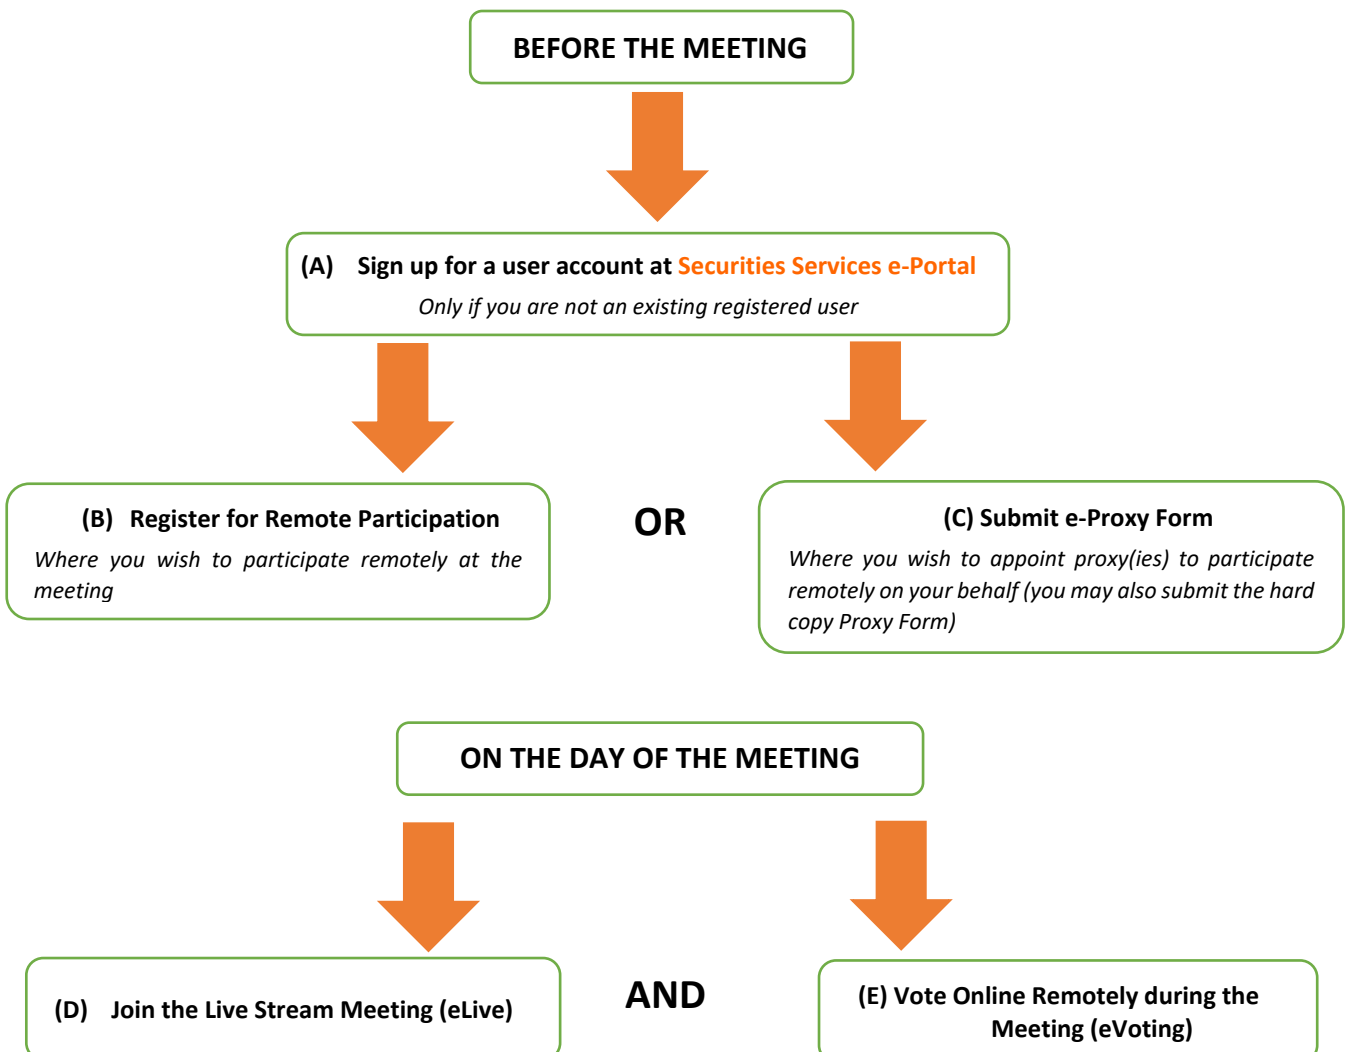 BEFORE THE MEETING
(A) Sign up for a user account at Securities Services e-Portal
Only if you are not an existing registered user
(B) Register for Remote Participation
Where you wish to participate remotely at the
meeting
OR
(C) Submit e-Proxy Form
Where you wish to appoint proxy(ies) to participate
remotely on your behalf (you may also submit the hard
copy Proxy Form)
ON THE DAY OF THE MEETING
(D) Join the Live Stream Meeting (eLive)
AND
(E) Vote Online Remotely during the
Meeting (eVoting)